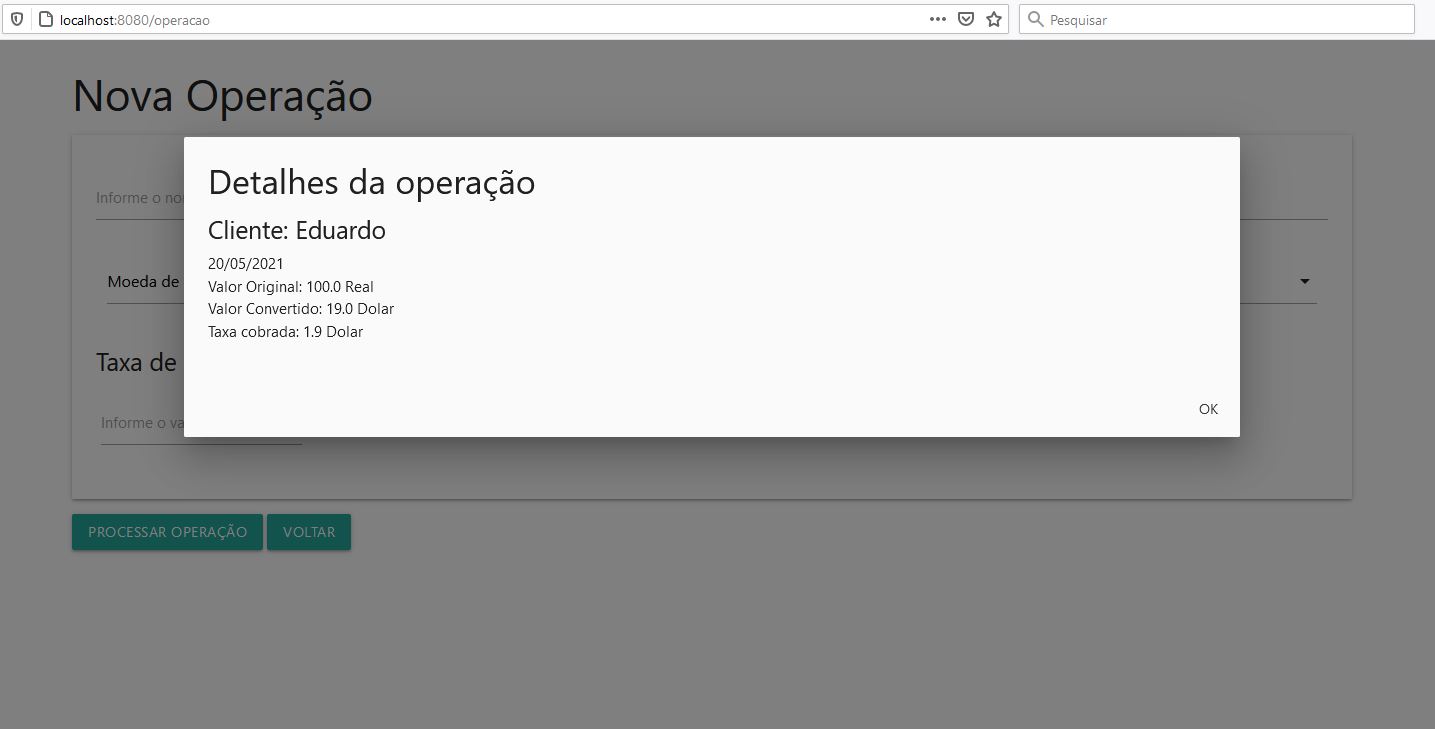 localhost:8080/operacao
Pesquisar
Nova Operação
Detalhes da operação
Cliente: Eduardo
20/05/2021
Valor Original: 100.0 Real
Valor Convertido: 19.0 Dolar
Taxa cobrada: 1.9 Dolar
OK
Informe o
Moeda de
Taxa de
Informe o
PROCESSAR OPERAÇÃO
VOLTAR